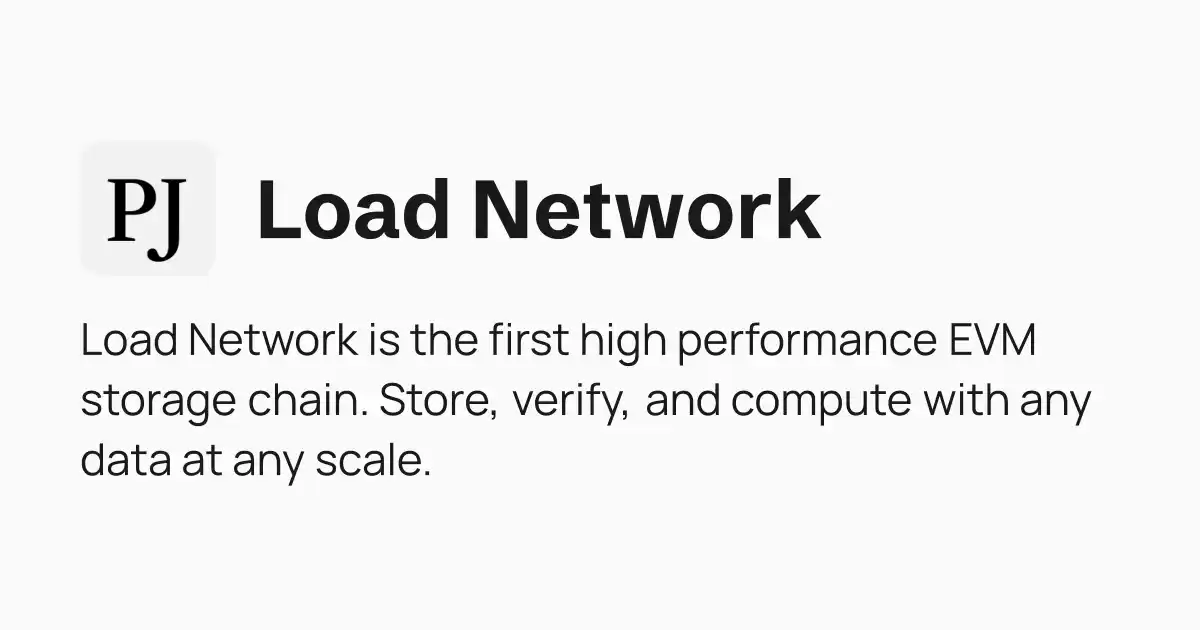 PJ
Load Network
Load Network is the first high performance EVM
storage chain. Store, verify, and compute with any
data at any scale.